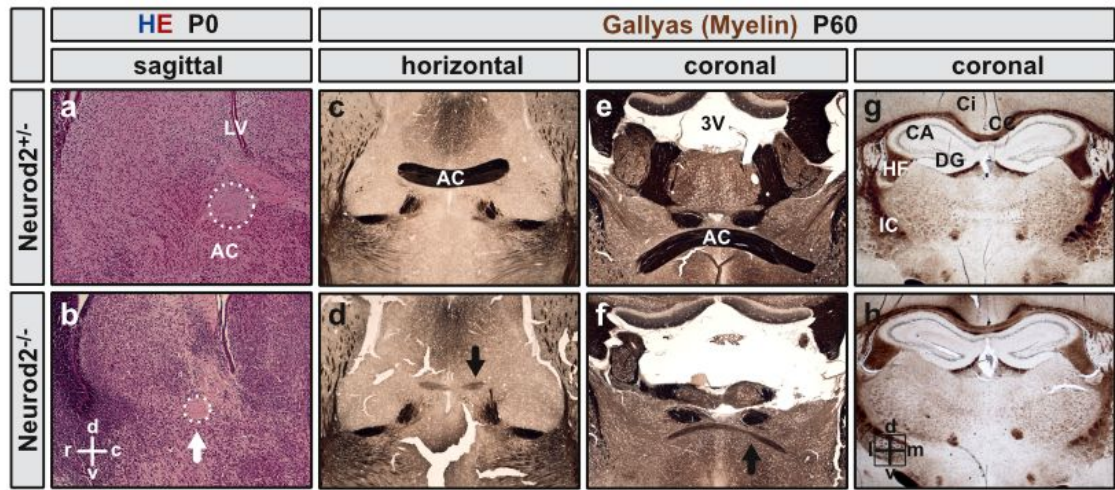 HE P0
Gallyas (Myelin) P60
sagittal
horizontal
coronal
coronal
Neurod2+/-
a
LV
AC
c
AC
e
3V
AC
g
Ci
CC
CA
DG
HF
IC
Neurod2-/-
b
d
r c
v
d
f
h
d
l m
v